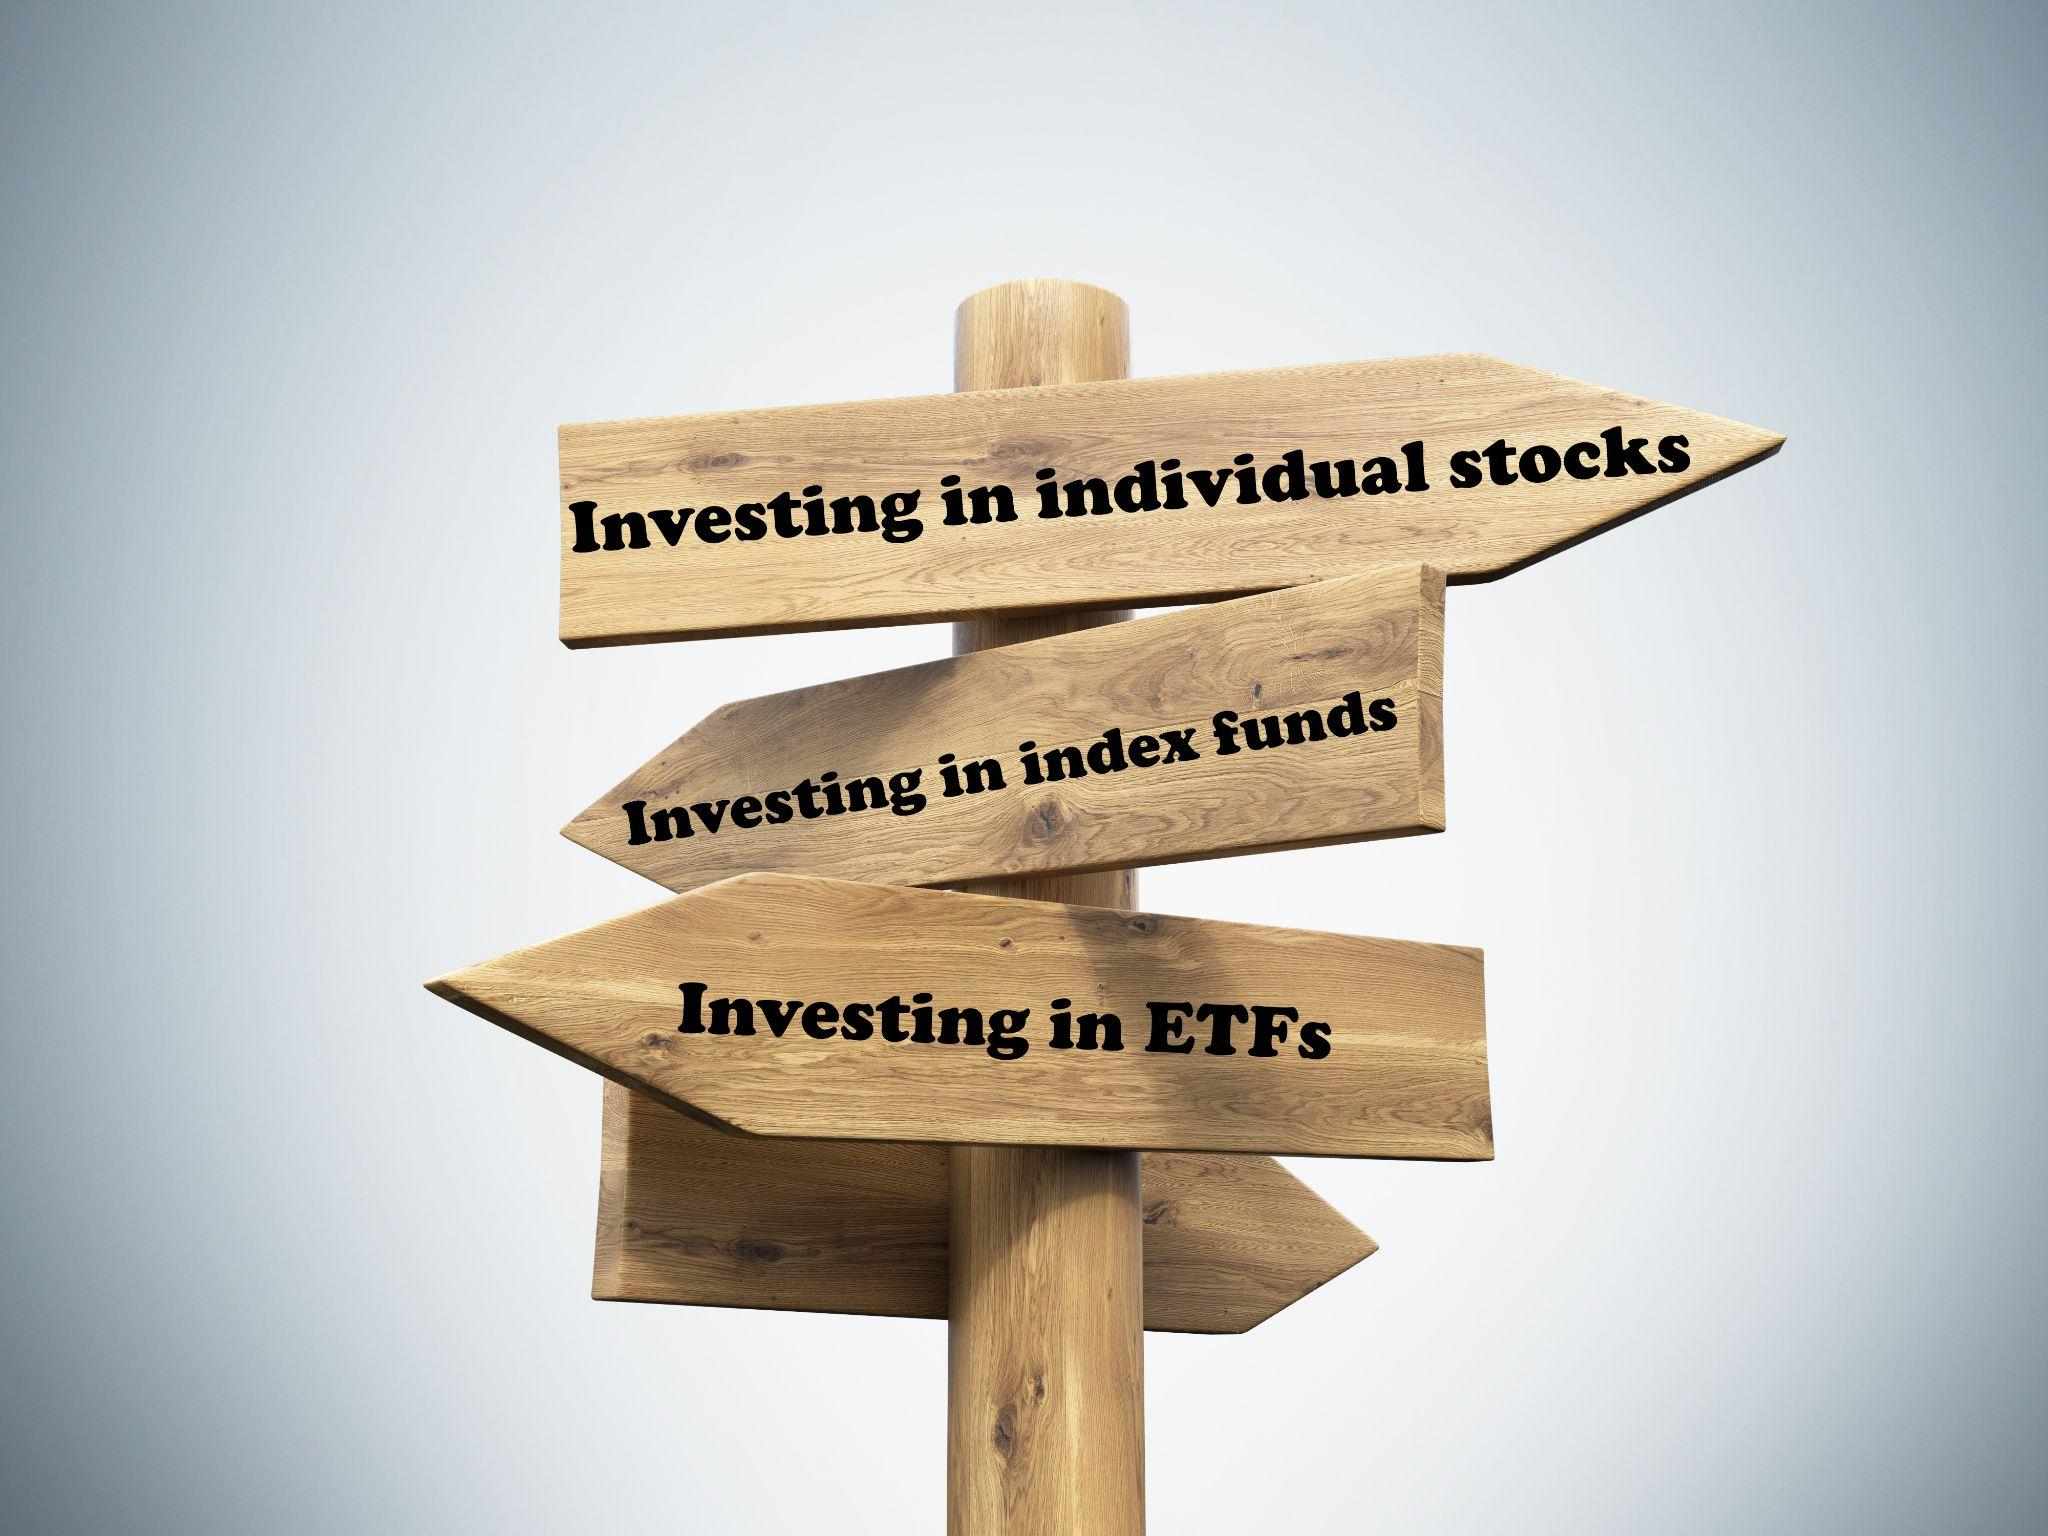 Investing in individual stocks
Investing in index funds
Investing in ETFs